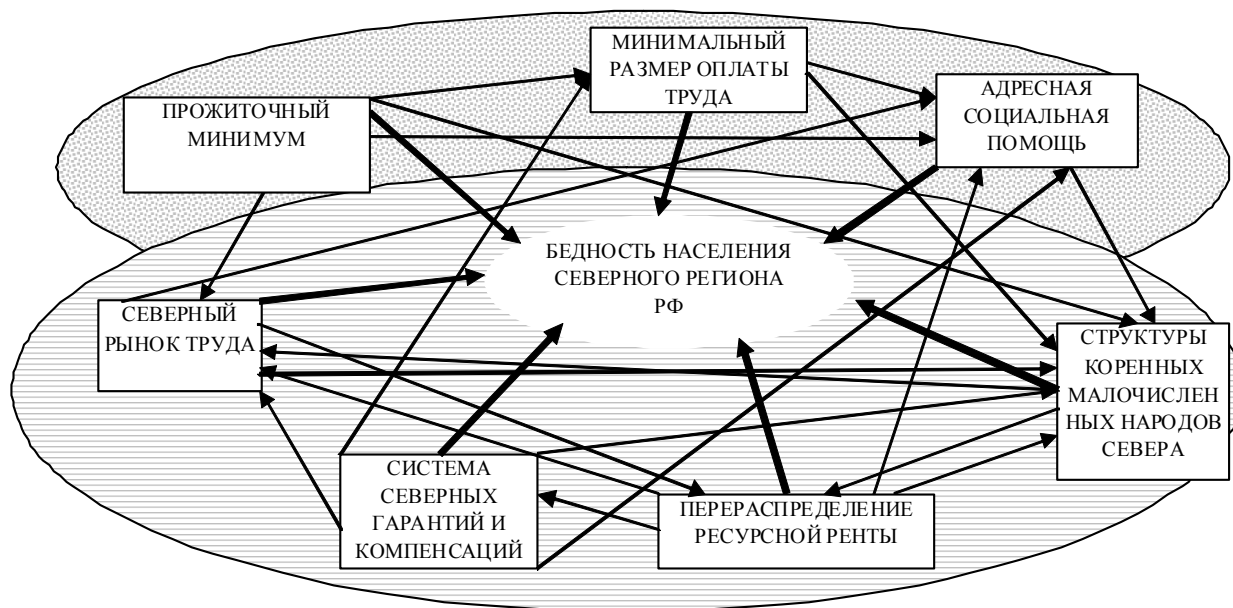 МИНИМАЛЬНЫЙ
РАЗМЕР ОПЛАТЫ
ТРУДА
ПРОЖИТОЧНЫЙ
МИНИМУМ
АДРЕСНАЯ
СОЦИАЛЬНАЯ
ПОМОЩЬ
БЕДНОСТЬ НАСЕЛЕНИЯ
СЕВЕРНОГО РЕГИОНА
РФ
СЕВЕРНЫЙ
РЫНОК ТРУДА
СТРУКТУРЫ
КОРЕННЫХ
МАЛОЧИСЛЕН
НЫХ НАРОДОВ
СЕВЕРА
СИСТЕМА
СЕВЕРНЫХ
ГАРАНТИЙ И
КОМПЕНСАЦИЙ
ПЕРЕРАСПРЕДЕЛЕНИЕ
РЕСУРСНОЙ РЕНТЫ